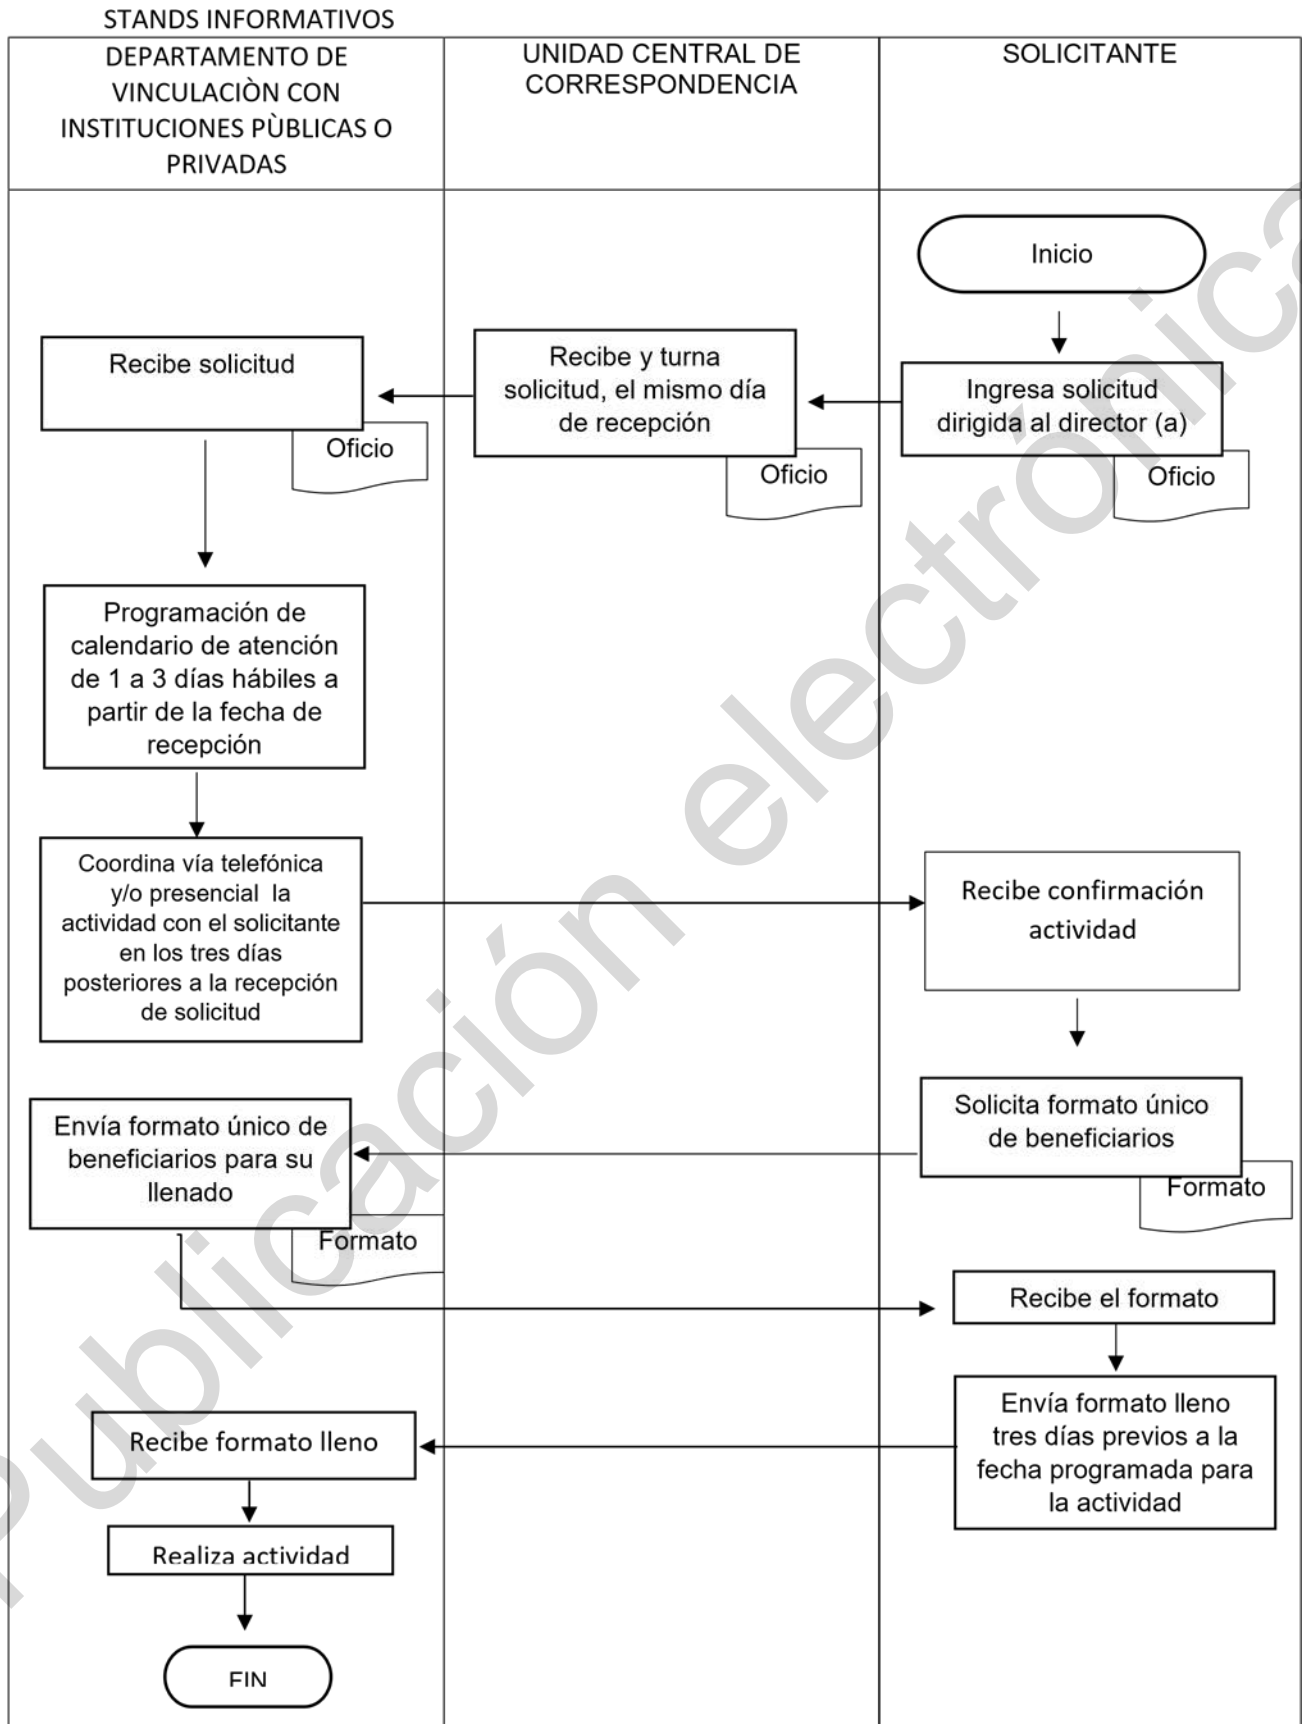 STANDS INFORMATIVOS
DEPARTAMENTO DE
VINCULACIÒN CON
INSTITUCIONES PÙBLICAS O
PRIVADAS
UNIDAD CENTRAL DE
CORRESPONDENCIA
SOLICITANTE
Inicio
Ingresa solicitud
dirigida al director (a)
Oficio
Recibe y turna
solicitud, el mismo día
de recepción
Oficio
Recibe solicitud
Oficio
Programación de
calendario de atención
de 1 a 3 días hábiles a
partir de la fecha de
recepción
Coordina vía telefónica
y/o presencial la
actividad con el solicitante
en los tres días
posteriores a la recepción
de solicitud
Recibe confirmación
actividad
Solicita formato único
de beneficiarios
Formato
Envía formato único de
beneficiarios para su
llenado
Formato
Recibe el formato
Envía formato lleno
tres días previos a la
fecha programada para
la actividad
Recibe formato lleno
Realiza actividad
FIN
Publicación electrónica